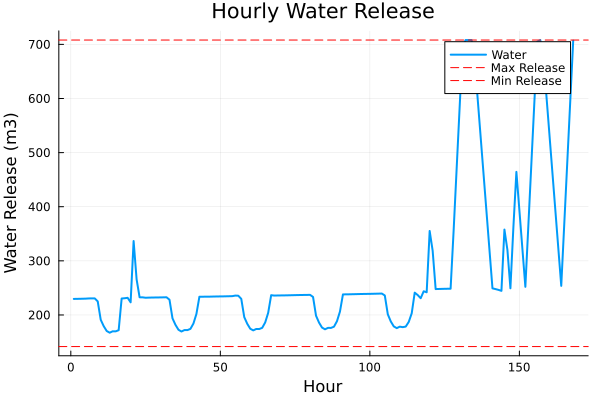 Hourly Water Release
Water Release (m3)
700
600
500
400
300
200
Water
Max Release
Min Release
0
50
100
150
Hour